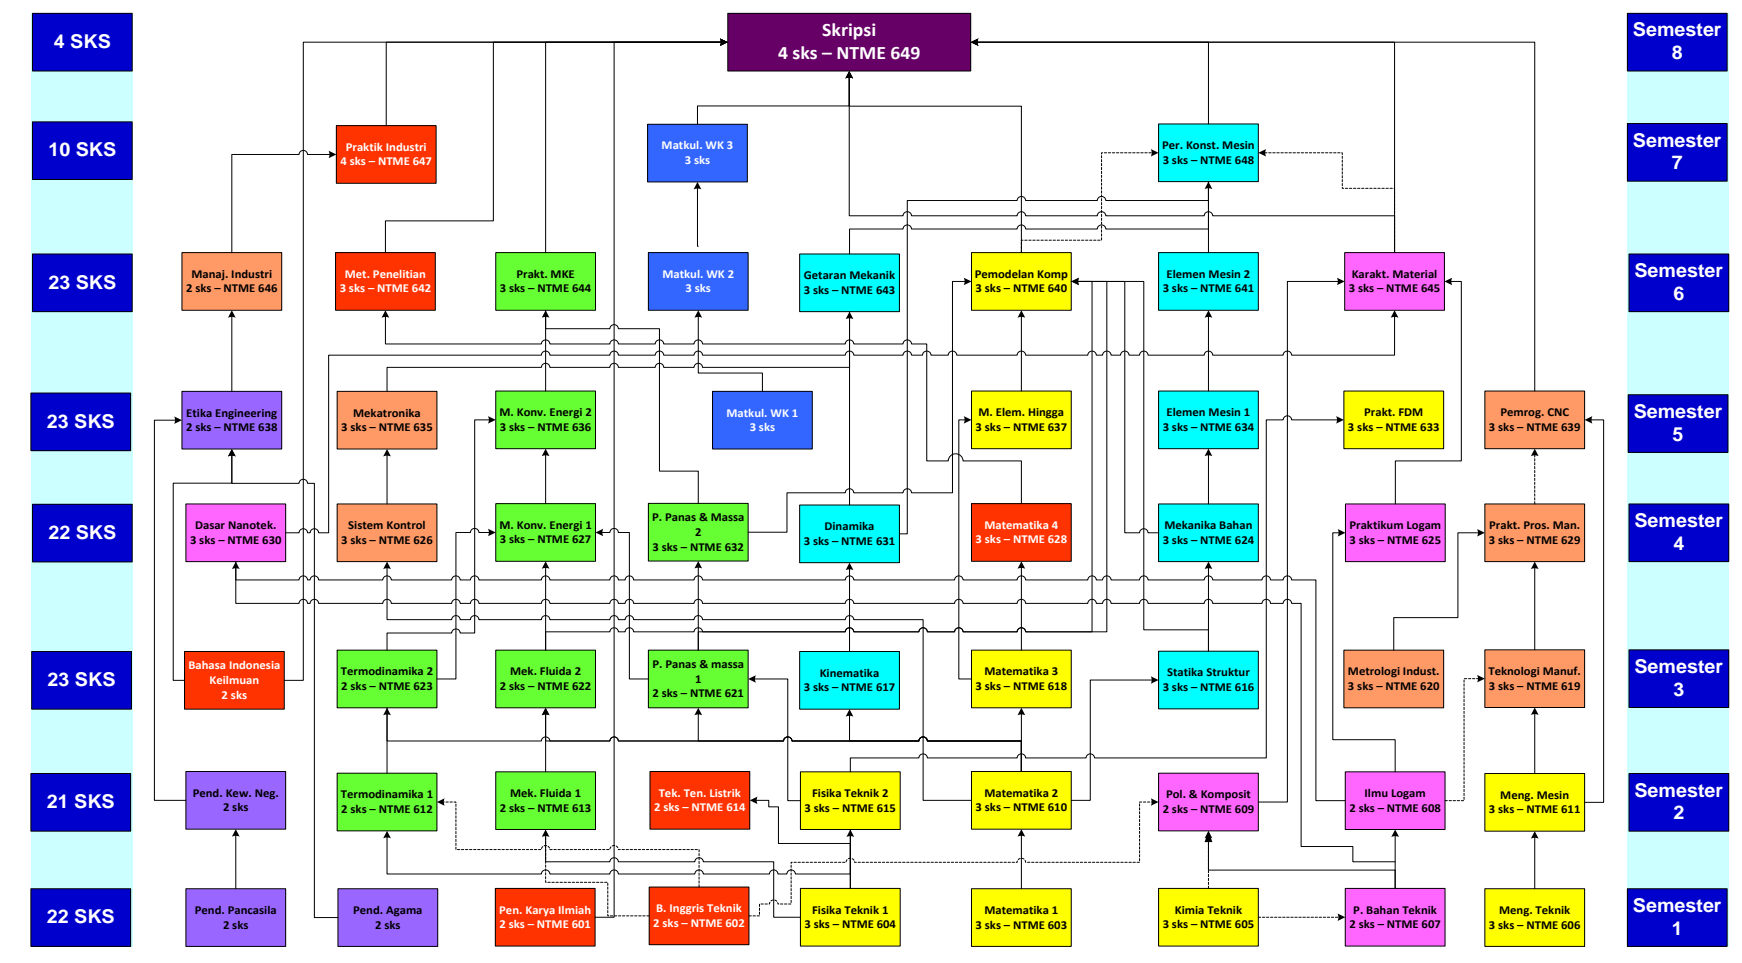 4 SKS
Skripsi
4 sks – NTME 649
Semester
8
10 SKS
Praktik Industri
4 sks – NTME 647
Matkul. WK 3
3 sks
Per. Konst. Mesin
3 sks – NTME 648
Semester
7
23 SKS
Manaj. Industri
2 sks – NTME 646
Met. Penelitian
3 sks – NTME 642
Prakt. MKE
3 sks – NTME 644
Matkul. WK 2
3 sks
Getaran Mekanik
3 sks – NTME 643
Pemodelan Komp
3 sks – NTME 640
Elemen Mesin 2
3 sks – NTME 641
Karakt. Material
3 sks – NTME 645
Semester
6
23 SKS
Etika Engineering
2 sks – NTME 638
Mekatronika
3 sks – NTME 635
M. Konv. Energi 2
3 sks – NTME 636
Matkul. WK 1
3 sks
M. Elem. Hingga
3 sks – NTME 637
Elemen Mesin 1
3 sks – NTME 634
Prakt. FDM
3 sks – NTME 633
Pemrog. CNC
3 sks – NTME 639
Semester
5
22 SKS
Dasar Nanotek.
3 sks – NTME 630
Sistem Kontrol
3 sks – NTME 626
M. Konv. Energi 1
3 sks – NTME 627
P. Panas & Massa
2
3 sks – NTME 632
Dinamika
3 sks – NTME 631
Matematika 4
3 sks – NTME 628
Mekanika Bahan
3 sks – NTME 624
Praktikum Logam
3 sks – NTME 625
Prakt. Pros. Man.
3 sks – NTME 629
Semester
4
23 SKS
Bahasa Indonesia
Keilmuan
2 sks
Termodinamika 2
2 sks – NTME 623
Mek. Fluida 2
2 sks – NTME 622
P. Panas & massa
1
2 sks – NTME 621
Kinematika
3 sks – NTME 617
Matematika 3
3 sks – NTME 618
Statika Struktur
3 sks – NTME 616
Metrologi Indust.
3 sks – NTME 620
Teknologi Manuf.
3 sks – NTME 619
Semester
3
21 SKS
Pend. Kew. Neg.
2 sks
Termodinamika 1
2 sks – NTME 612
Mek. Fluida 1
2 sks – NTME 613
Tek. Ten. Listrik
2 sks – NTME 614
Fisika Teknik 2
3 sks – NTME 615
Matematika 2
3 sks – NTME 610
Pol. & Komposit
2 sks – NTME 609
Ilmu Logam
2 sks – NTME 608
Meng. Mesin
3 sks – NTME 611
Semester
2
22 SKS
Pend. Pancasila
2 sks
Pend. Agama
2 sks
Pen. Karya Ilmiah
2 sks – NTME 601
B. Inggris Teknik
2 sks – NTME 602
Fisika Teknik 1
3 sks – NTME 604
Matematika 1
3 sks – NTME 603
Kimia Teknik
3 sks – NTME 605
P. Bahan Teknik
2 sks – NTME 607
Meng. Teknik
3 sks – NTME 606
Semester
1